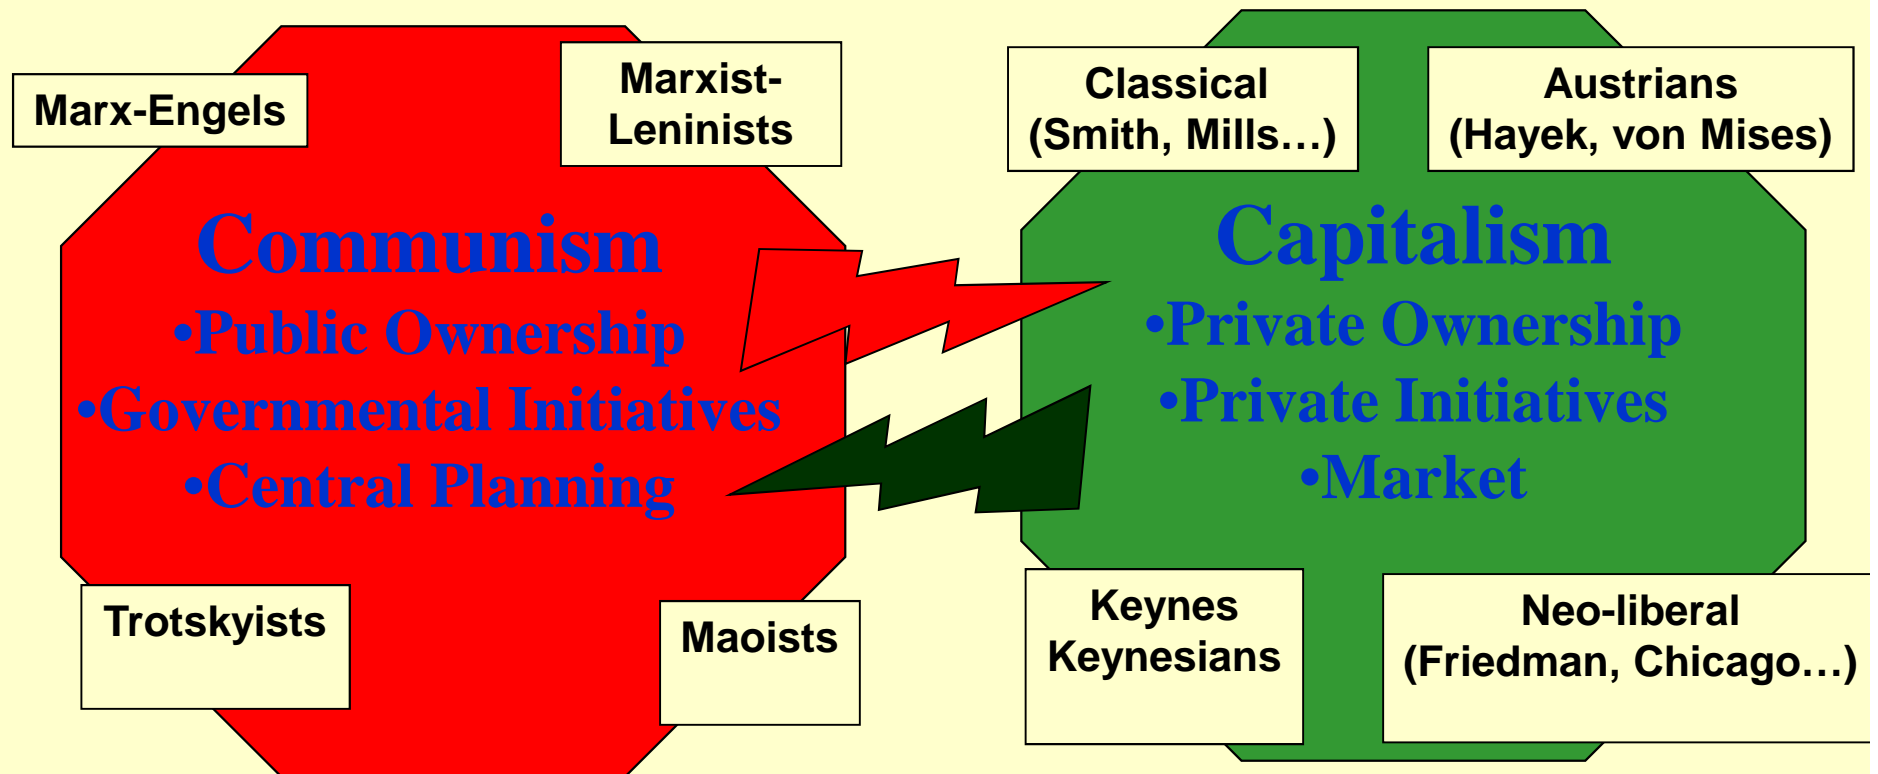 Marx-Engels
Marxist-
Leninists
Communism
•Public Ownership
•Governmental Initiatives
•Central Planning
Trotskyists
Maoists
Classical
(Smith, Mills…)
Austrians
(Hayek, von Mises)
Capitalism
•Private Ownership
•Private Initiatives
•Market
Keynes
Keynesians
Neo-liberal
(Friedman, Chicago…)